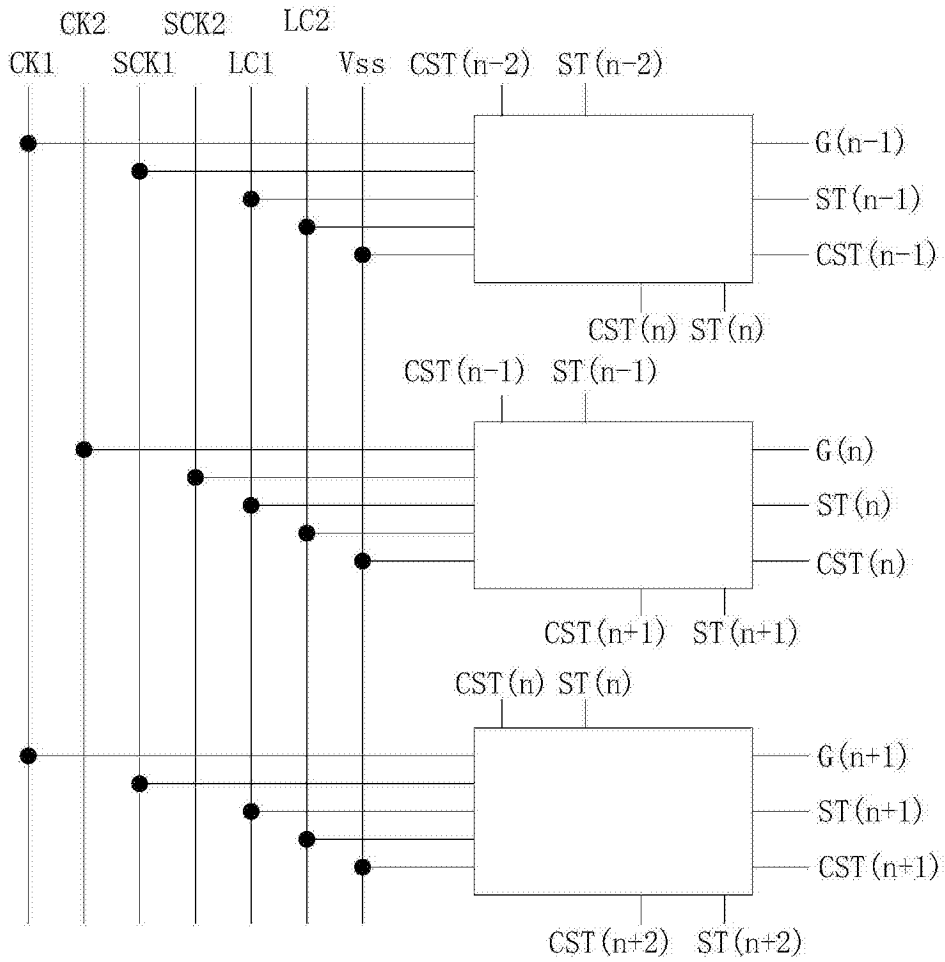 CK2 SCK2 LC2
CK1 SCK1 LC1 Vss CST(n-2) ST(n-2)
G(n-1)
ST(n-1)
CST(n-1)
CST(n) ST(n)
CST(n-1) ST(n-1)
G(n)
ST(n)
CST(n)
CST(n+1) ST(n+1)
CST(n) ST(n)
G(n+1)
ST(n+1)
CST(n+1)
CST(n+2) ST(n+2)